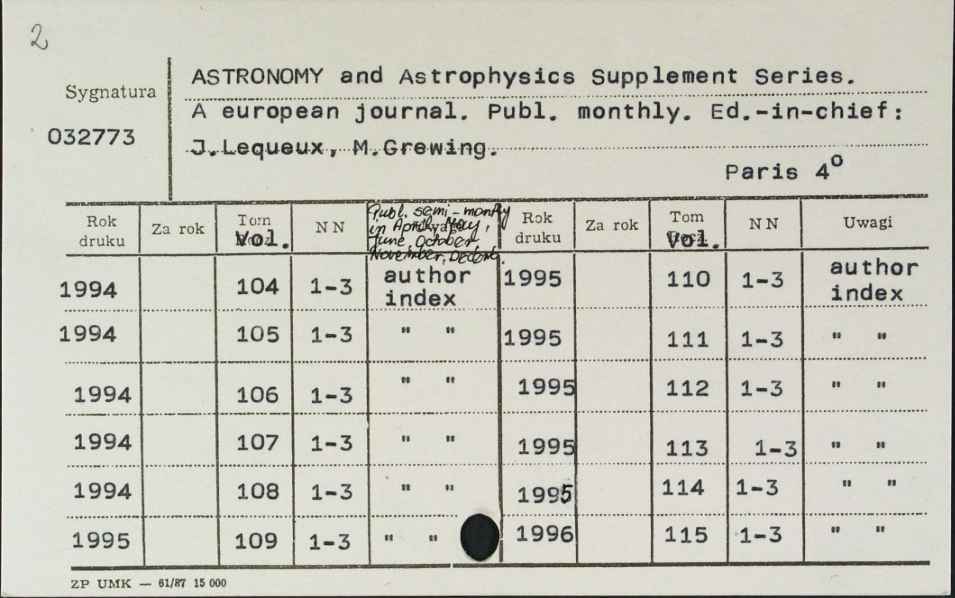 2
Sygnatura
032773
ASTRONOMY and Astrophysics Supplement Series.
A european journal. Publ. monthly. Ed.-in-chief:
J.Lequeux, M.Grewing.
Paris 4°
Rok druku Za rok Tom Vol. NN Publ. semi-monthly in April, May, June, October November, Decemb. Rok druku Za rok Tom Vol. NN Uwagi
1994 104 1-3 author index 1995 110 1-3 author index
1994 105 1-3 " " 1995 111 1-3 " "
1994 106 1-3 " " 1995 112 1-3 " "
1994 107 1-3 " " 1995 113 1-3 " "
1994 108 1-3 " " 1995 114 1-3 " "
1995 109 1-3 " " 1996 115 1-3 " "
ZP UMK — 61/87 15 000